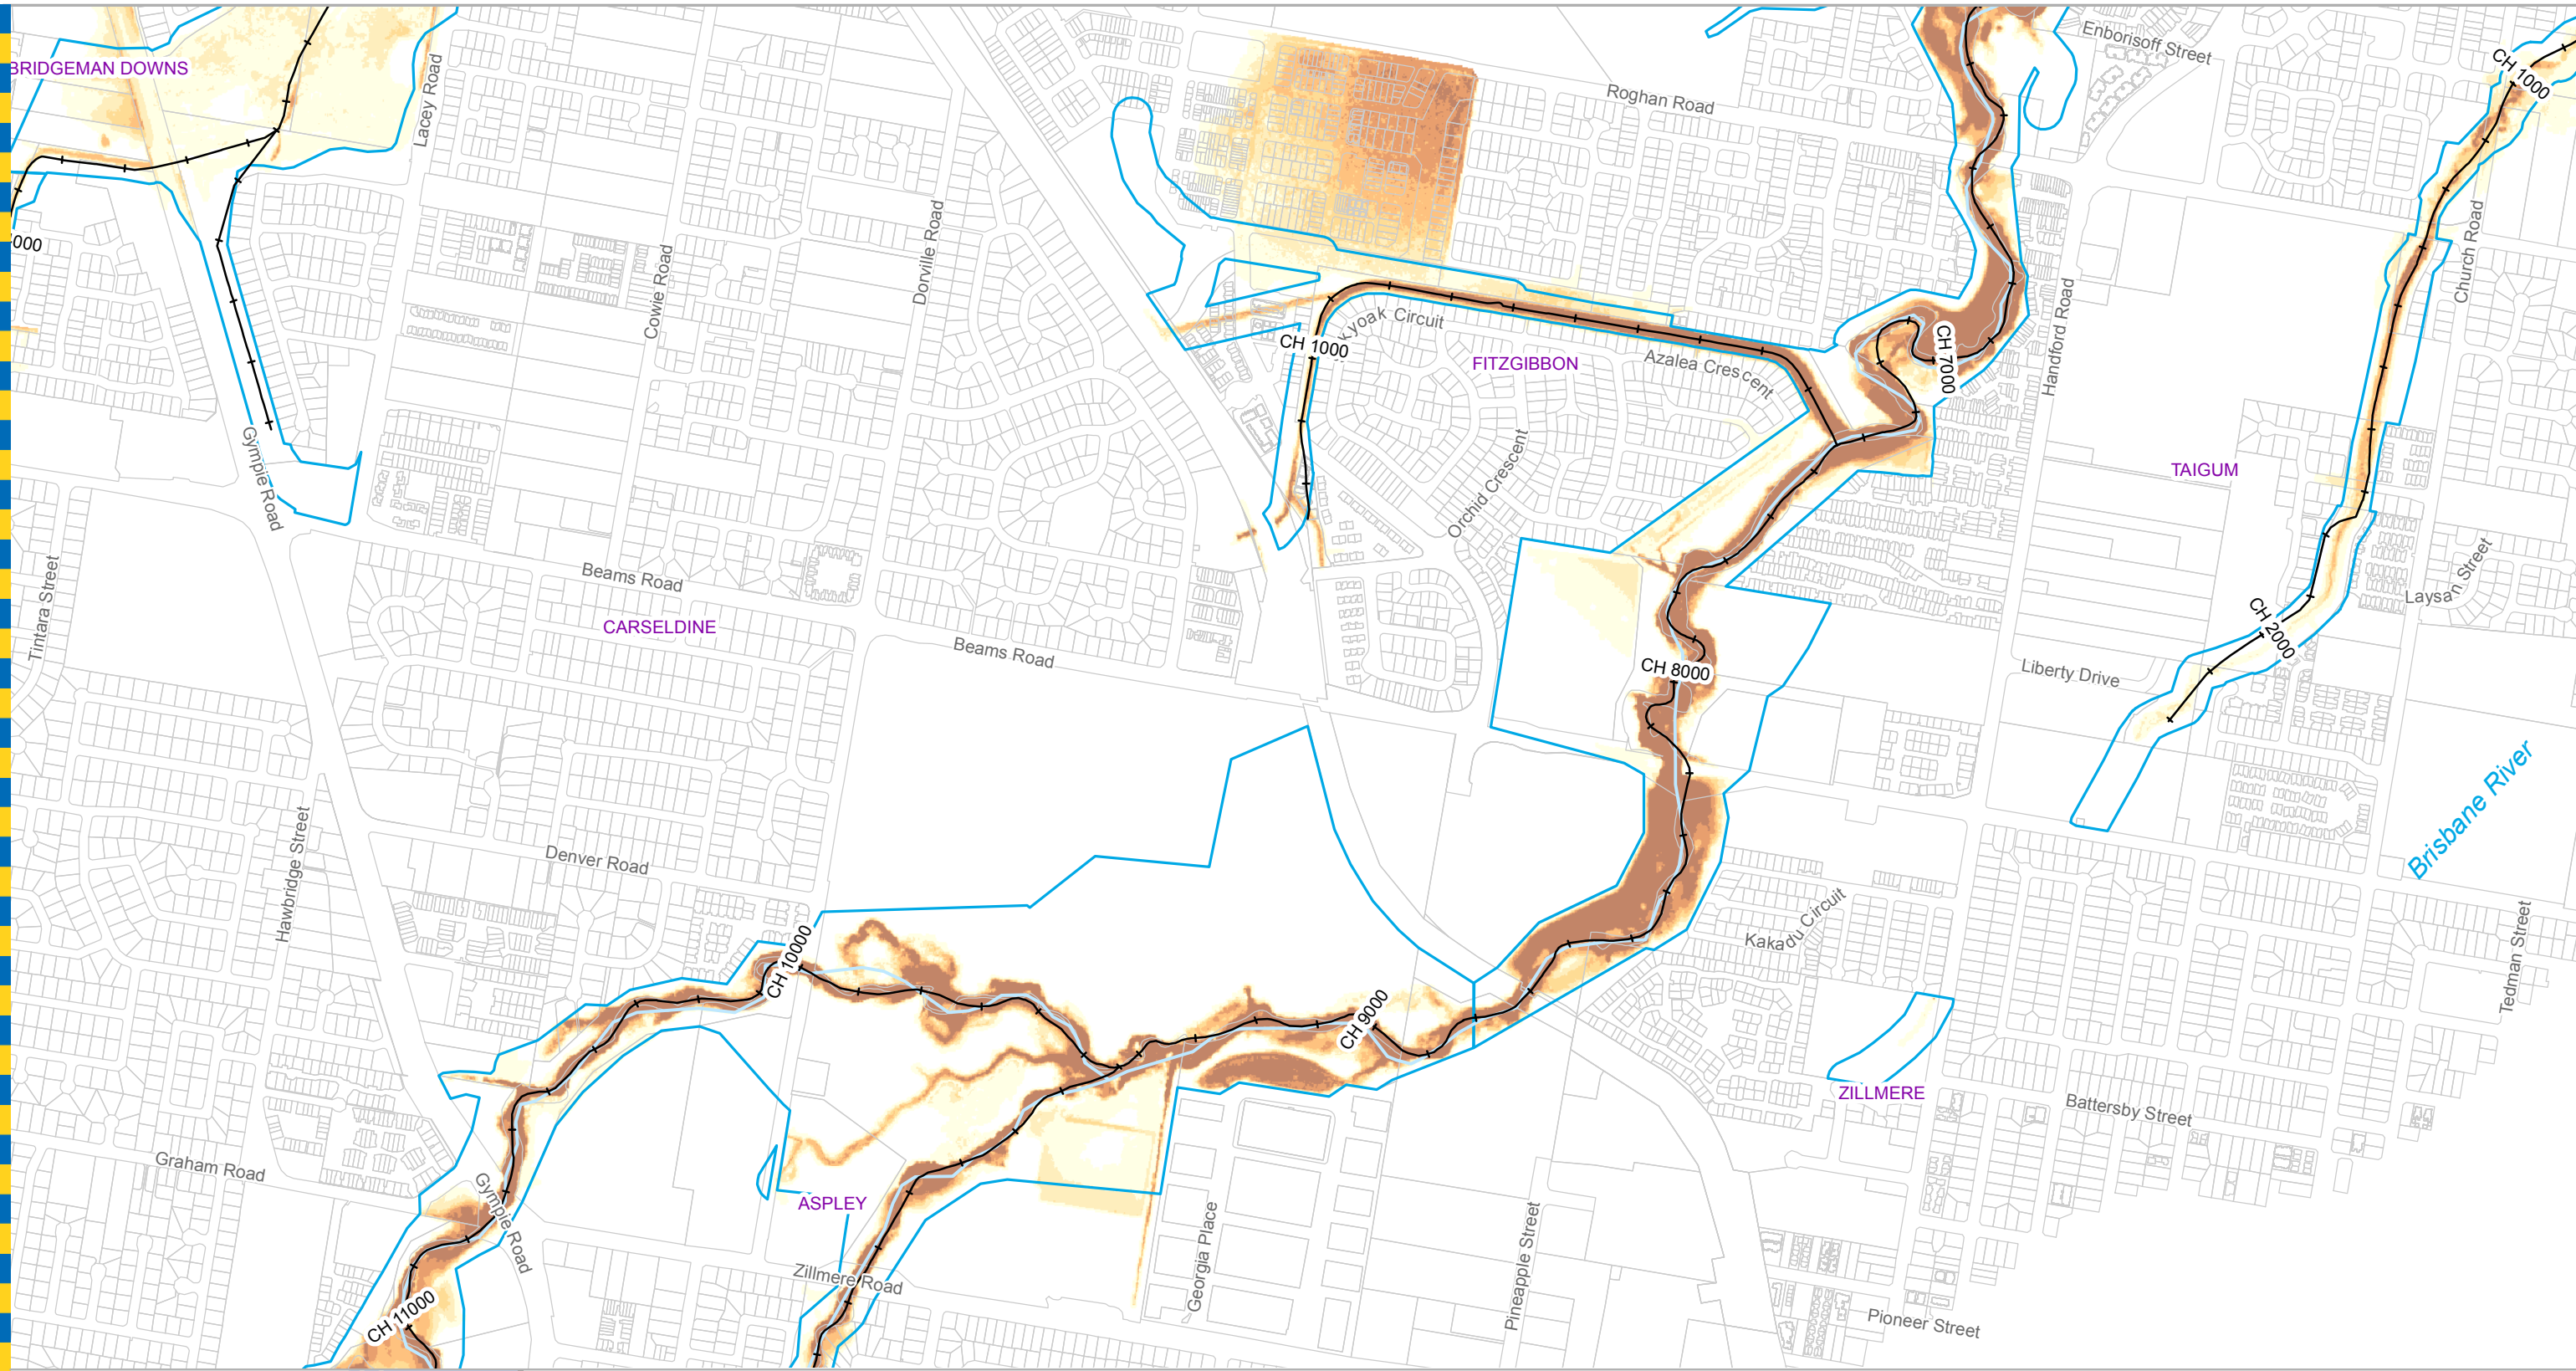 Enborisoff Street
CH 1000
BRIDGEMAN DOWNS
Lacey Road
Roghan Road
Church Road
000
Dorville Road
Cowie Road
Handford Road
Circuit
CH 1000
CH 7000
FITZGIBBON
Azalea Crescent
TAIGUM
Gympie Road
Orchid Crescent
Beams Road
Tintara Street
Laysan Street
CARSELDINE
CH 2000
Beams Road
CH 8000
Liberty Drive
Brisbane River
Denver Road
Hawbridge Street
Kakadu Circuit
Tedman Street
CH 10000
CH 9000
ZILLMERE
Battersby Street
Graham Road
Gympie Road
ASPLEY
Georgia Place
Pineapple Street
Zillmere Road
CH 11000
Pioneer Street